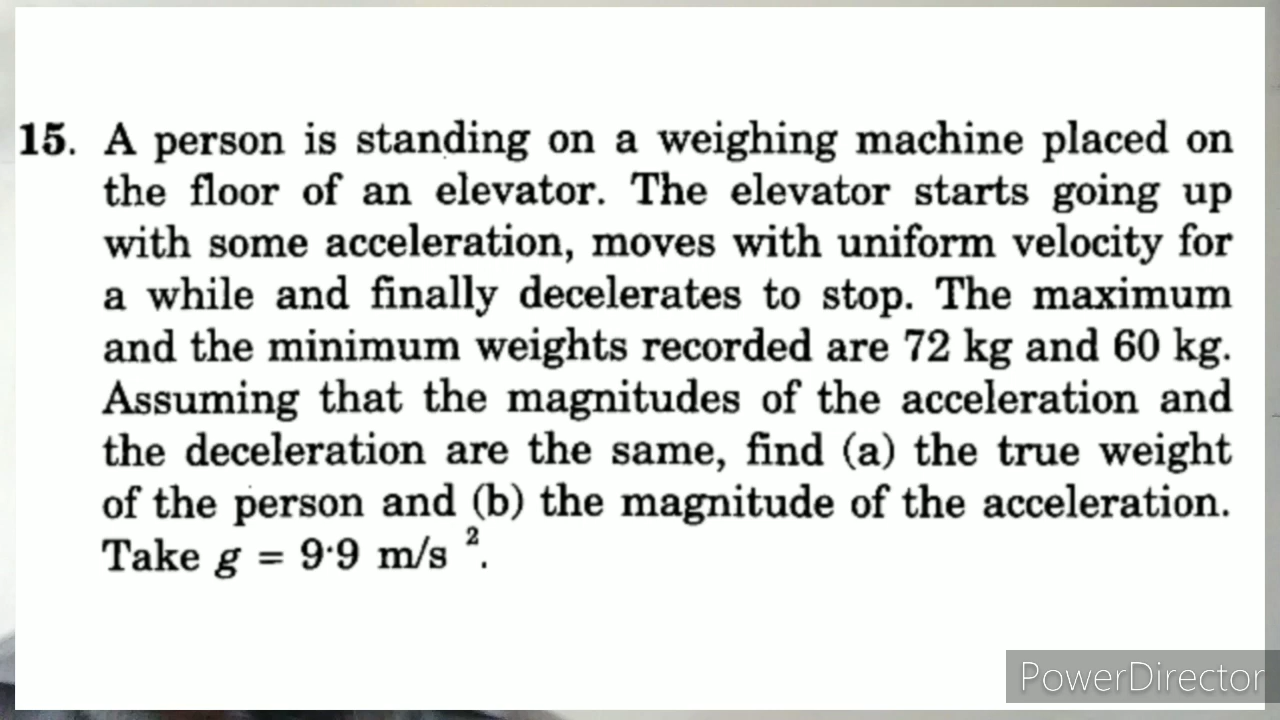 15. A person is standing on a weighing machine placed on
the floor of an elevator. The elevator starts going up
with some acceleration, moves with uniform velocity for
a while and finally decelerates to stop. The maximum
and the minimum weights recorded are 72 kg and 60 kg.
Assuming that the magnitudes of the acceleration and
the deceleration are the same, find (a) the true weight
of the person and (b) the magnitude of the acceleration.
Take g = 9·9 m/s ².
PowerDirector